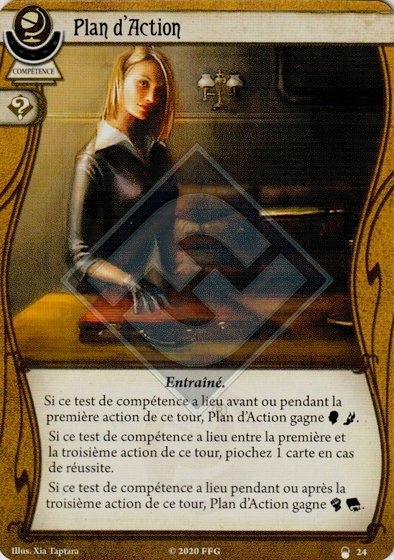 Plan d'Action
COMPÉTENCE
Entraîné.
Si ce test de compétence a lieu avant ou pendant la
première action de ce tour, Plan d'Action gagne .
Si ce test de compétence a lieu entre la première et
la troisième action de ce tour, piochez 1 carte en cas
de réussite.
Si ce test de compétence a lieu pendant ou après la
troisième action de ce tour, Plan d'Action gagne .
Illus. Xia Taptara © 2020 FFG 24